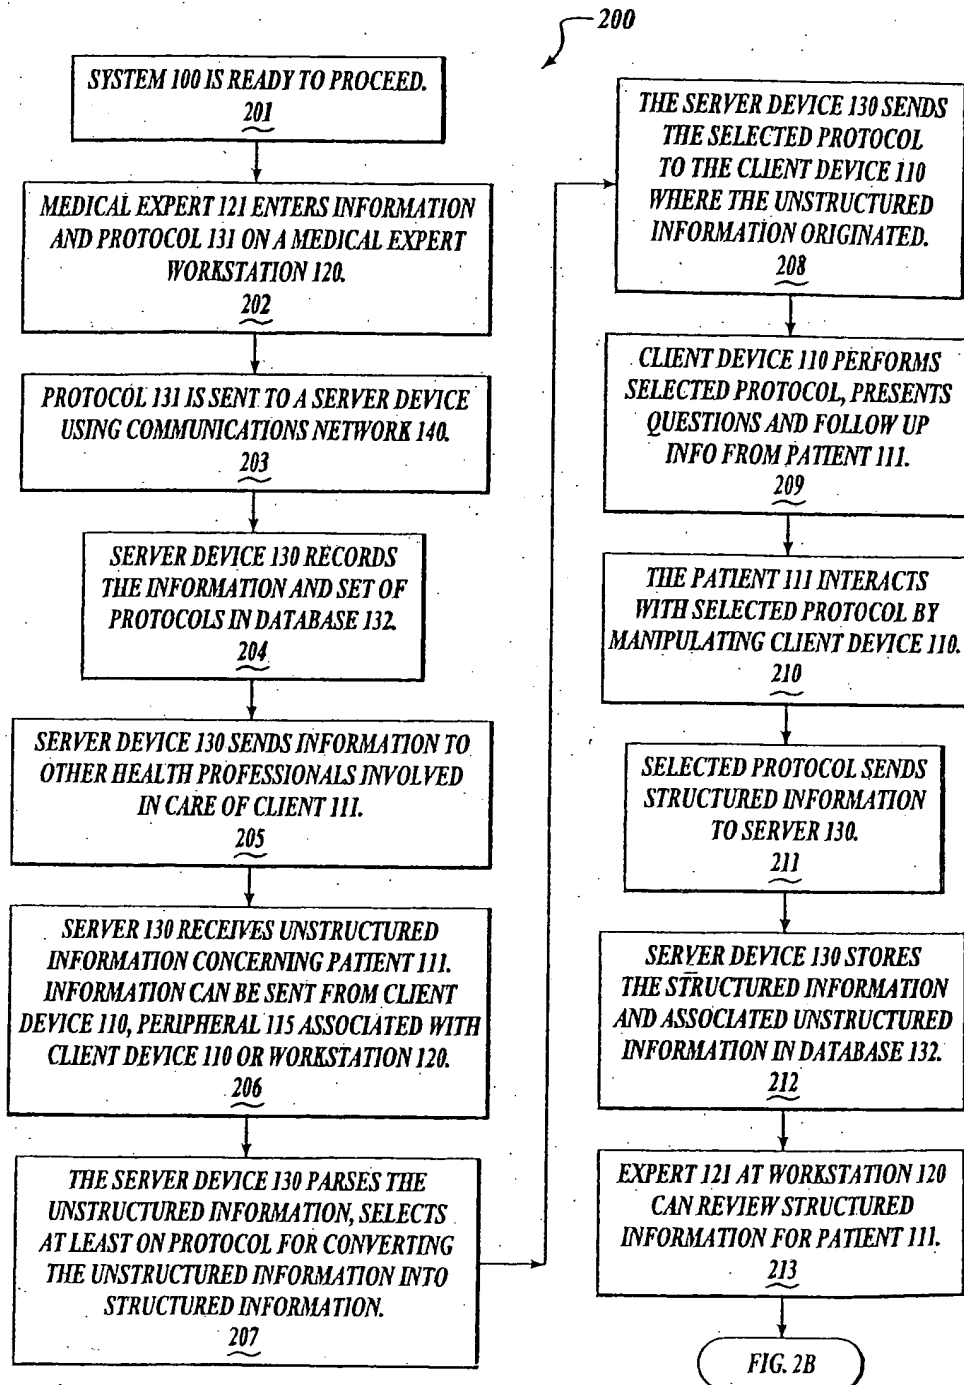 200
SYSTEM 100 IS READY TO PROCEED.
201
MEDICAL EXPERT 121 ENTERS INFORMATION
AND PROTOCOL 131 ON A MEDICAL EXPERT
WORKSTATION 120.
202
PROTOCOL 131 IS SENT TO A SERVER DEVICE
USING COMMUNICATIONS NETWORK 140.
203
SERVER DEVICE 130 RECORDS
THE INFORMATION AND SET OF
PROTOCOLS IN DATABASE 132.
204
SERVER DEVICE 130 SENDS INFORMATION TO
OTHER HEALTH PROFESSIONALS INVOLVED
IN CARE OF CLIENT 111.
205
SERVER 130 RECEIVES UNSTRUCTURED
INFORMATION CONCERNING PATIENT 111.
INFORMATION CAN BE SENT FROM CLIENT
DEVICE 110, PERIPHERAL 115 ASSOCIATED WITH
CLIENT DEVICE 110 OR WORKSTATION 120.
206
THE SERVER DEVICE 130 PARSES THE
UNSTRUCTURED INFORMATION, SELECTS
AT LEAST ON PROTOCOL FOR CONVERTING
THE UNSTRUCTURED INFORMATION INTO
STRUCTURED INFORMATION.
207
THE SERVER DEVICE 130 SENDS
THE SELECTED PROTOCOL
TO THE CLIENT DEVICE 110
WHERE THE UNSTRUCTURED
INFORMATION ORIGINATED.
208
CLIENT DEVICE 110 PERFORMS
SELECTED PROTOCOL, PRESENTS
QUESTIONS AND FOLLOW UP
INFO FROM PATIENT 111.
209
THE PATIENT 111 INTERACTS
WITH SELECTED PROTOCOL BY
MANIPULATING CLIENT DEVICE 110.
210
SELECTED PROTOCOL SENDS
STRUCTURED INFORMATION
TO SERVER 130.
211
SERVER DEVICE 130 STORES
THE STRUCTURED INFORMATION
AND ASSOCIATED UNSTRUCTURED
INFORMATION IN DATABASE 132.
212
EXPERT 121 AT WORKSTATION 120
CAN REVIEW STRUCTURED
INFORMATION FOR PATIENT 111.
213
FIG. 2B